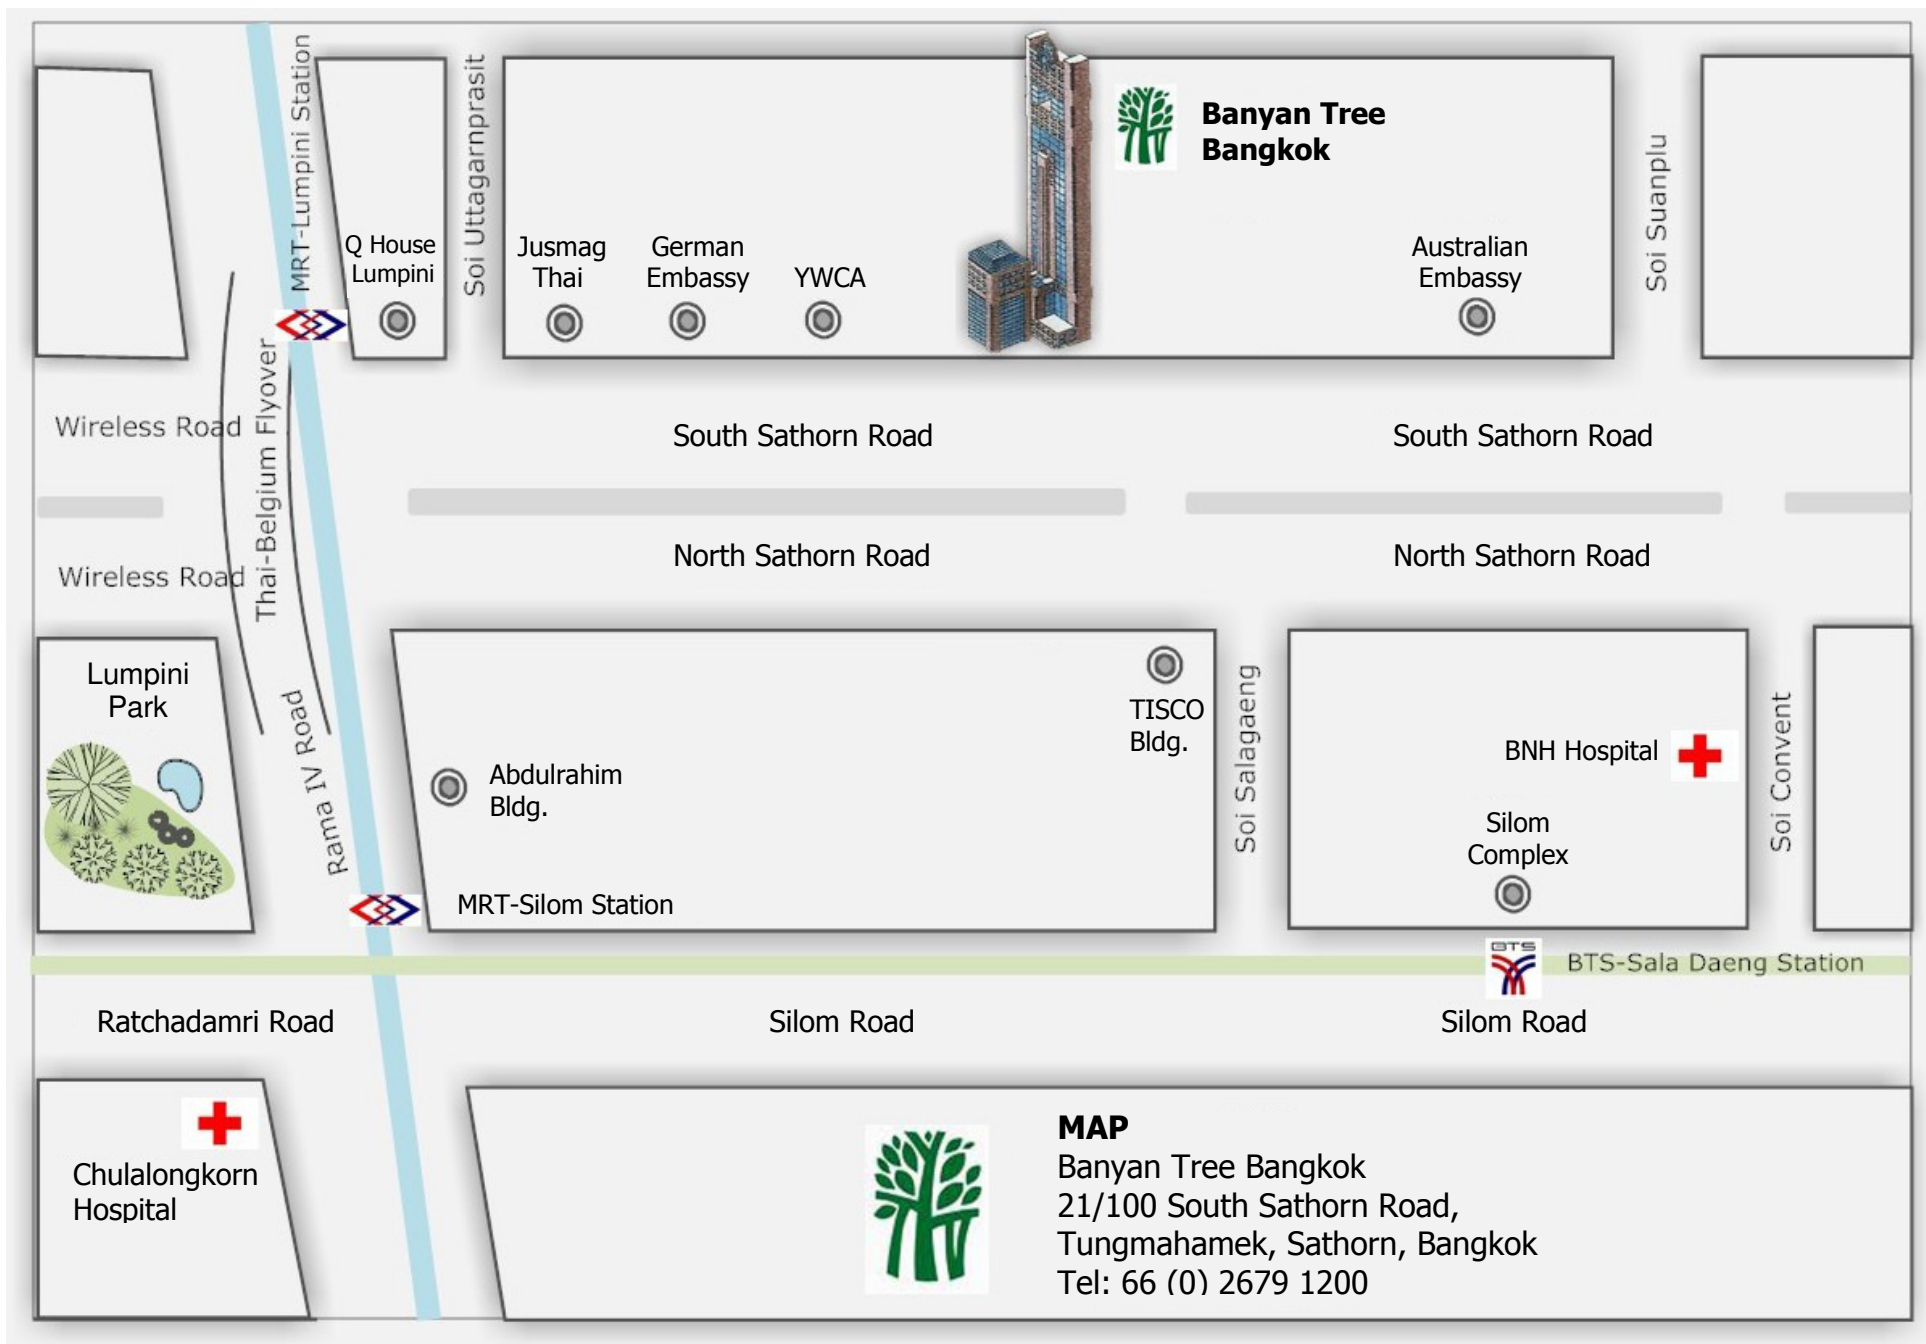 MRT-Lumpini Station
Soi Uttagarnprasit
Banyan Tree
Bangkok
Soi Suanplu
Q House
Lumpini
Jusmag
Thai
German
Embassy
YWCA
Australian
Embassy
Thai-Belgium Flyover
Wireless Road
South Sathorn Road
South Sathorn Road
Wireless Road
North Sathorn Road
North Sathorn Road
Lumpini
Park
Rama IV Road
TISCO
Bldg.
Soi Salagaeng
BNH Hospital
Soi Convent
Abdulrahim
Bldg.
Silom
Complex
MRT-Silom Station
BTS
BTS-Sala Daeng Station
Ratchadamri Road
Silom Road
Silom Road
Chulalongkorn
Hospital
MAP
Banyan Tree Bangkok
21/100 South Sathorn Road,
Tungmahamek, Sathorn, Bangkok
Tel: 66 (0) 2679 1200